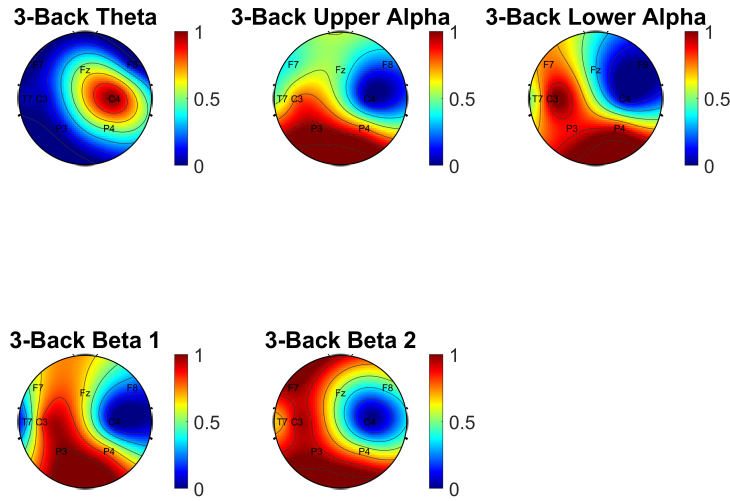 3-Back Theta
3-Back Upper Alpha
3-Back Lower Alpha
F7
F8
Fz
T7 C3
C4
P3
P4
1
0.5
0
F7
F8
Fz
T7 C3
C4
P3
P4
1
0.5
0
F7
F8
Fz
T7 C3
C4
P3
P4
1
0.5
0
3-Back Beta 1
3-Back Beta 2
F7
F8
Fz
T7 C3
C4
P3
P4
1
0.5
0
F7
F8
Fz
T7 C3
C4
P3
P4
1
0.5
0